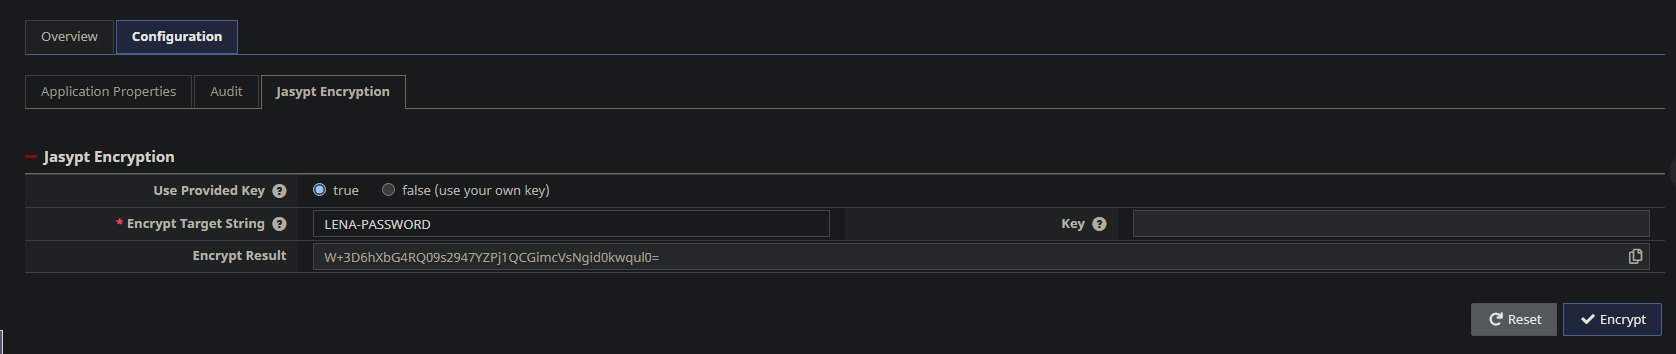 Overview Configuration
Application Properties Audit Jasypt Encryption
Jasypt Encryption
Use Provided Key ? true false (use your own key)
* Encrypt Target String ? LENA-PASSWORD Key ?
Encrypt Result W+3D6hXbG4RQ09s2947YZPj1QCGimcVsNgid0kwqul0=
Reset Encrypt